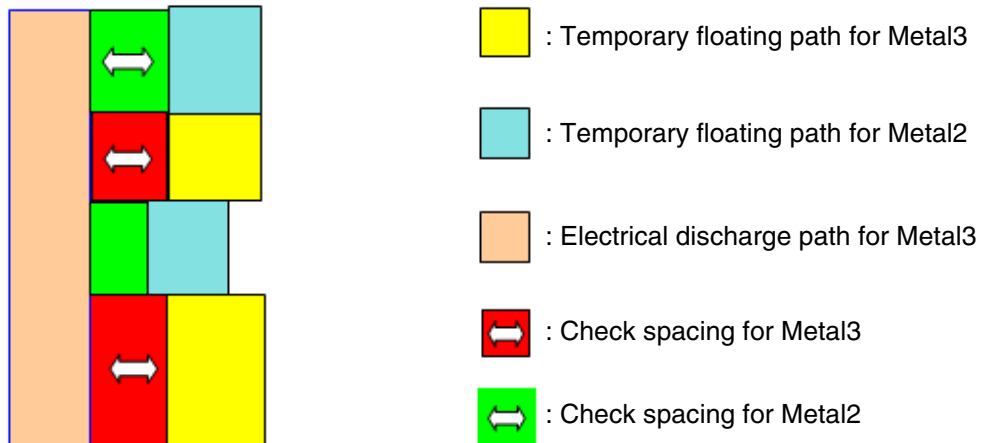 : Temporary floating path for Metal3
: Temporary floating path for Metal2
: Electrical discharge path for Metal3
: Check spacing for Metal3
: Check spacing for Metal2